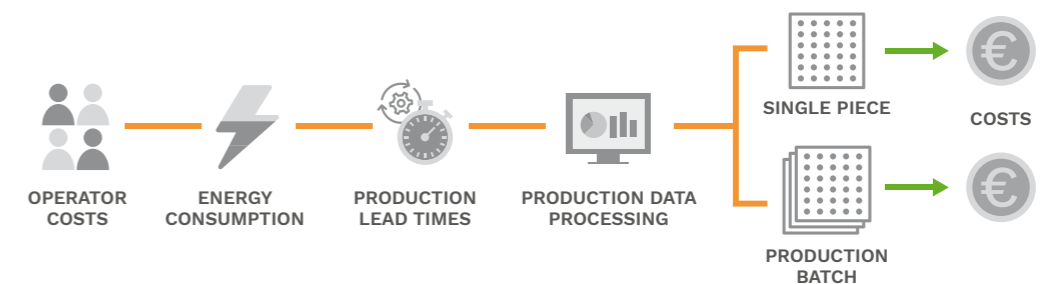 OPERATOR
COSTS
ENERGY
CONSUMPTION
PRODUCTION
LEAD TIMES
PRODUCTION DATA
PROCESSING
SINGLE PIECE
PRODUCTION
BATCH
€
COSTS
€